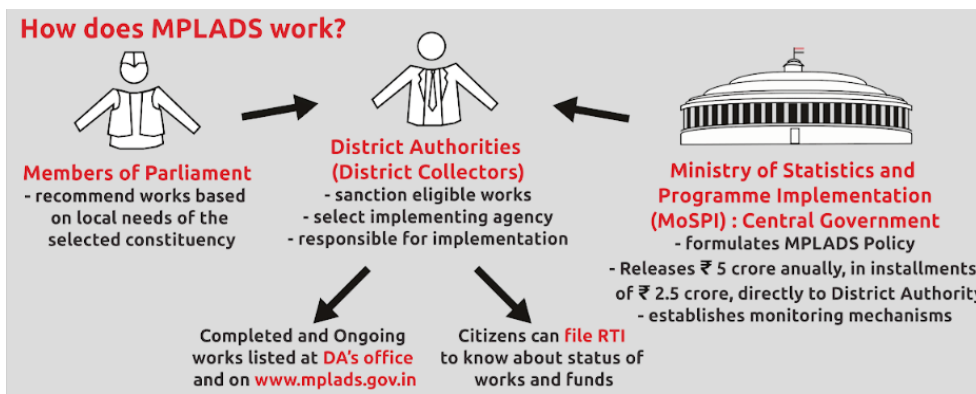 How does MPLADS work?
Members of Parliament
- recommend works based
on local needs of the
selected constituency
District Authorities
(District Collectors)
- sanction eligible works
- select implementing agency
- responsible for implementation
Ministry of Statistics and
Programme Implementation
(MoSPI) : Central Government
- formulates MPLADS Policy
- Releases ₹ 5 crore anually, in installments
of ₹ 2.5 crore, directly to District Authority
- establishes monitoring mechanisms
Completed and Ongoing
works listed at DA's office
and on www.mplads.gov.in
Citizens can file RTI
to know about status of
works and funds